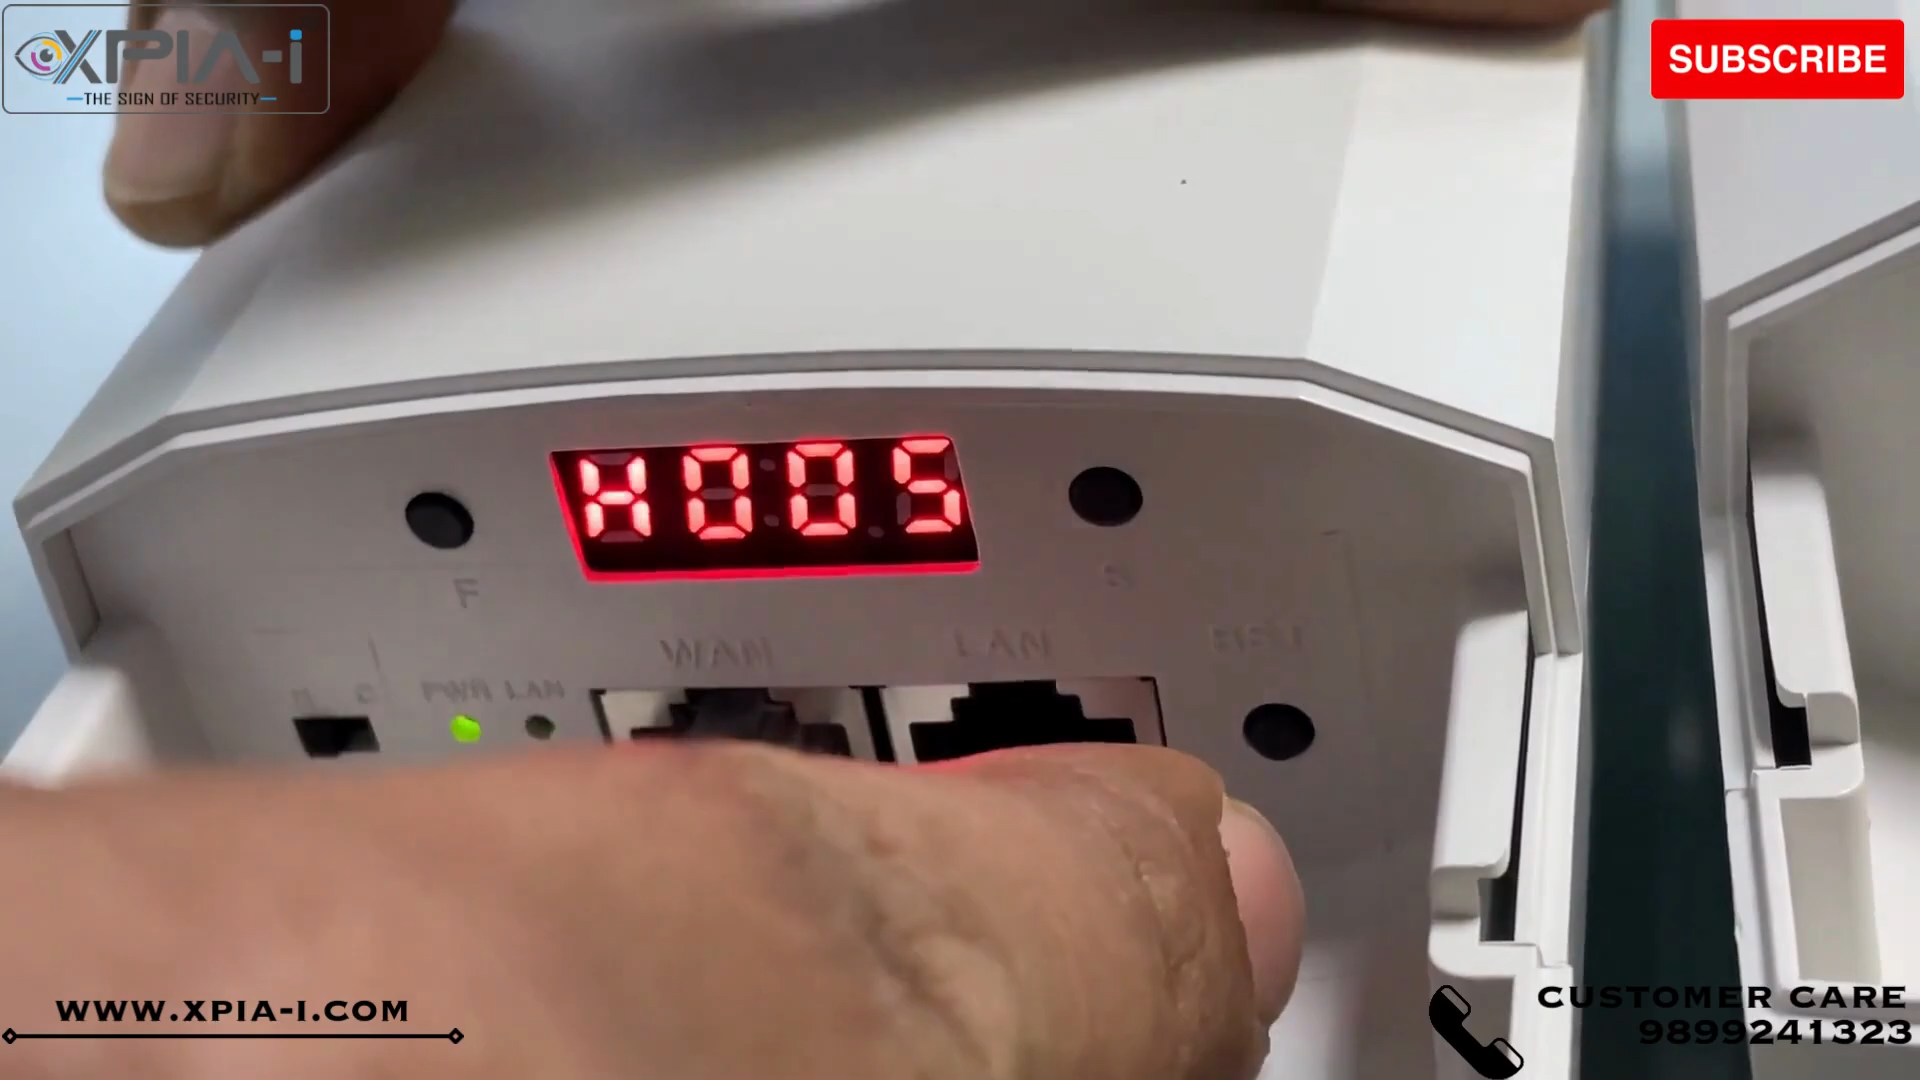 XPIA-i
THE SIGN OF SECURITY
SUBSCRIBE
H005
F
S
WAN
LAN
PWR LAN
WWW.XPIA-I.COM
CUSTOMER CARE
9899241323